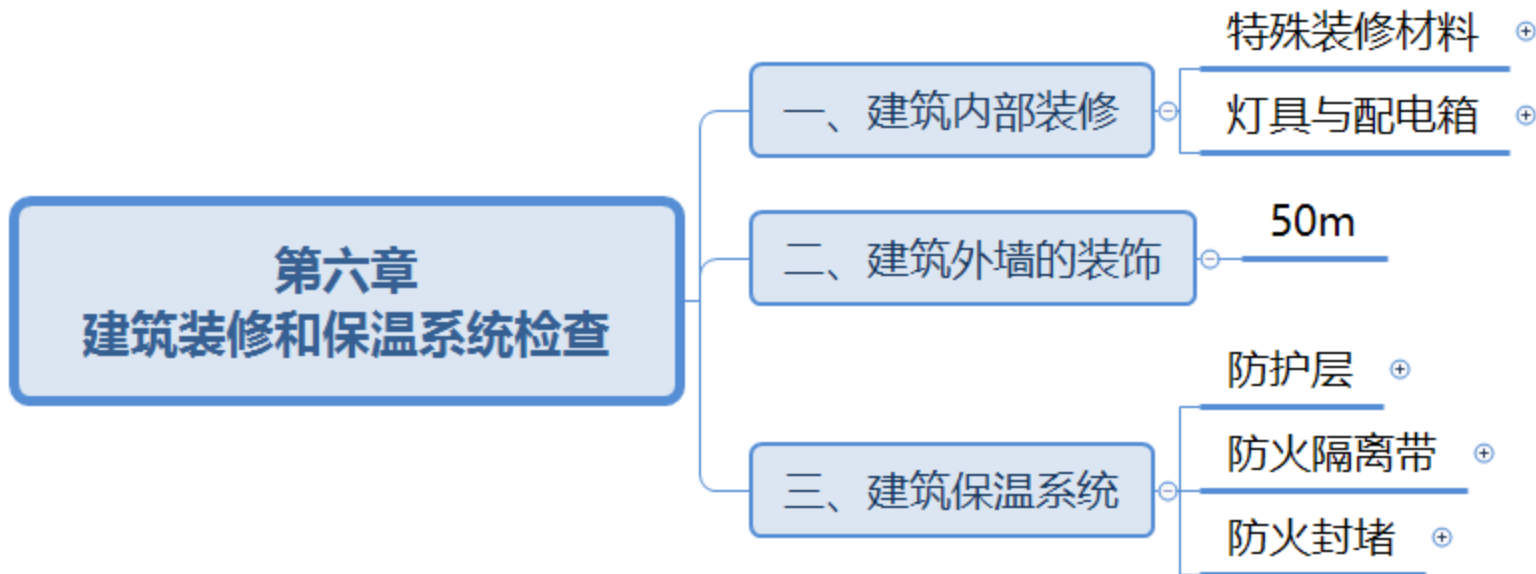 第六章
建筑装修和保温系统检查
一、建筑内部装修
特殊装修材料
灯具与配电箱
二、建筑外墙的装饰
50m
三、建筑保温系统
防护层
防火隔离带
防火封堵